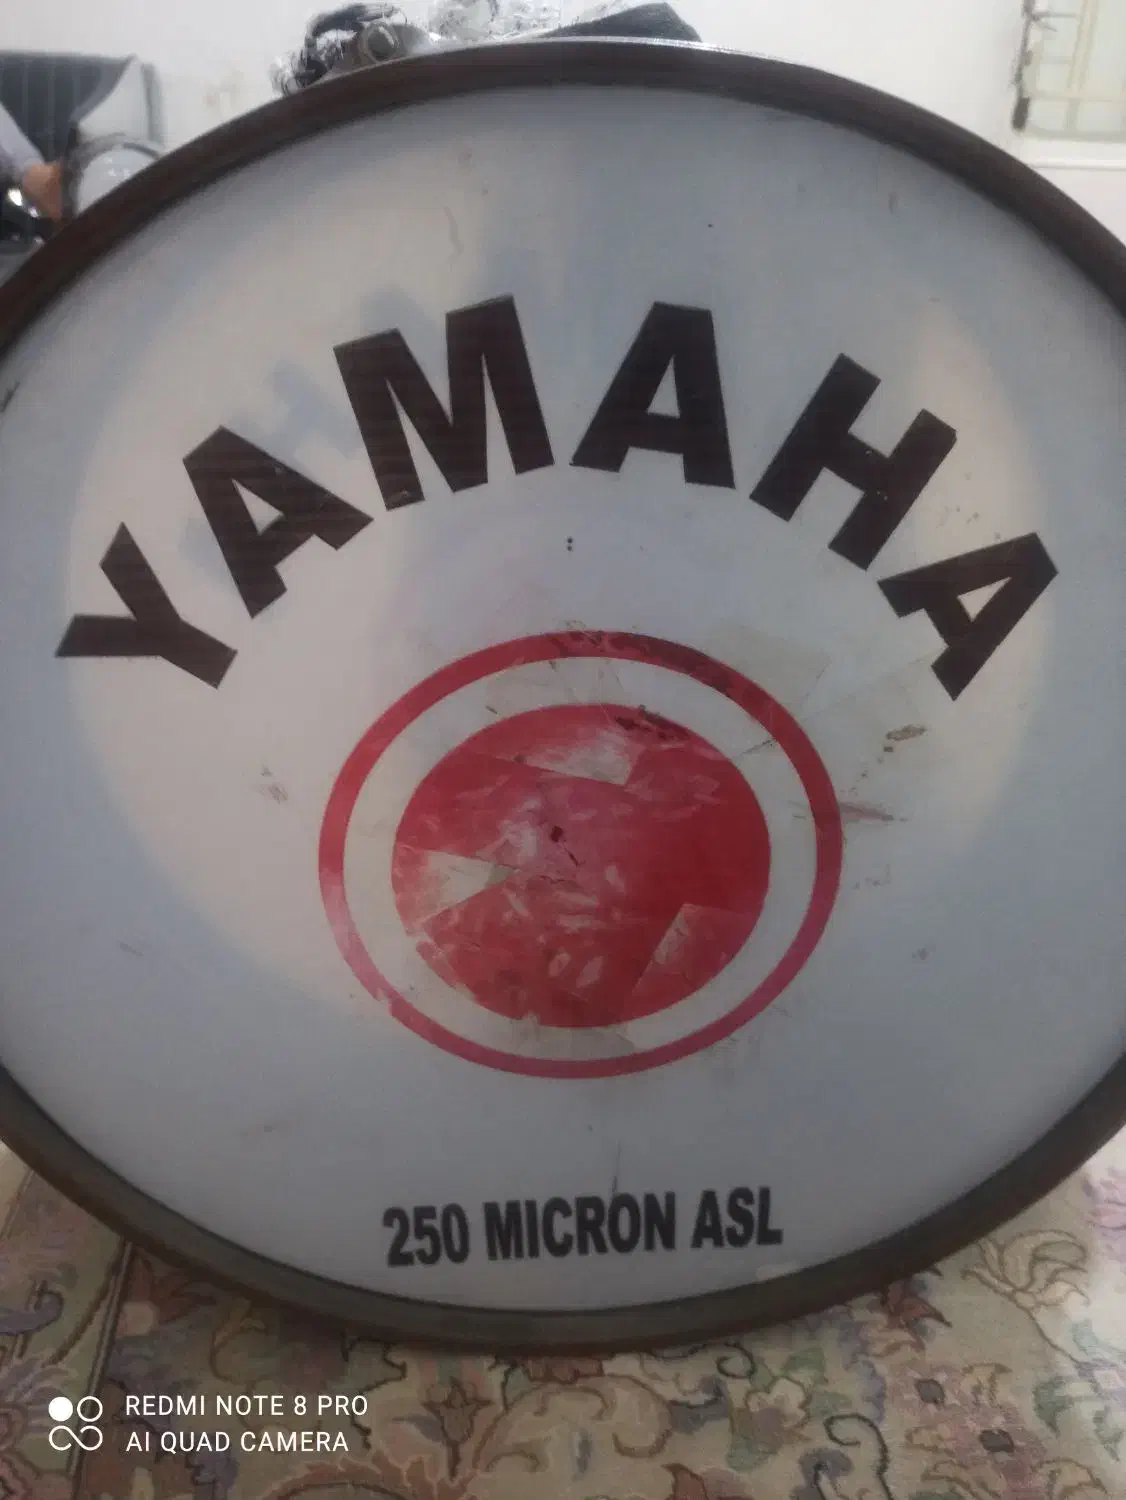 YAMAHA
250 MICRON ASL
REDMI NOTE 8 PRO
AI QUAD CAMERA